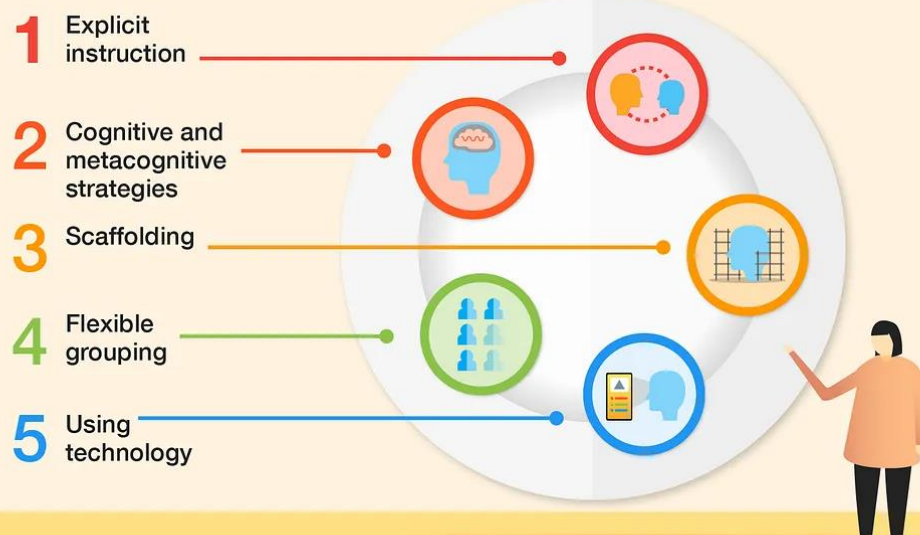 1 Explicit
instruction
2 Cognitive and
metacognitive
strategies
3 Scaffolding
4 Flexible
grouping
5 Using
technology